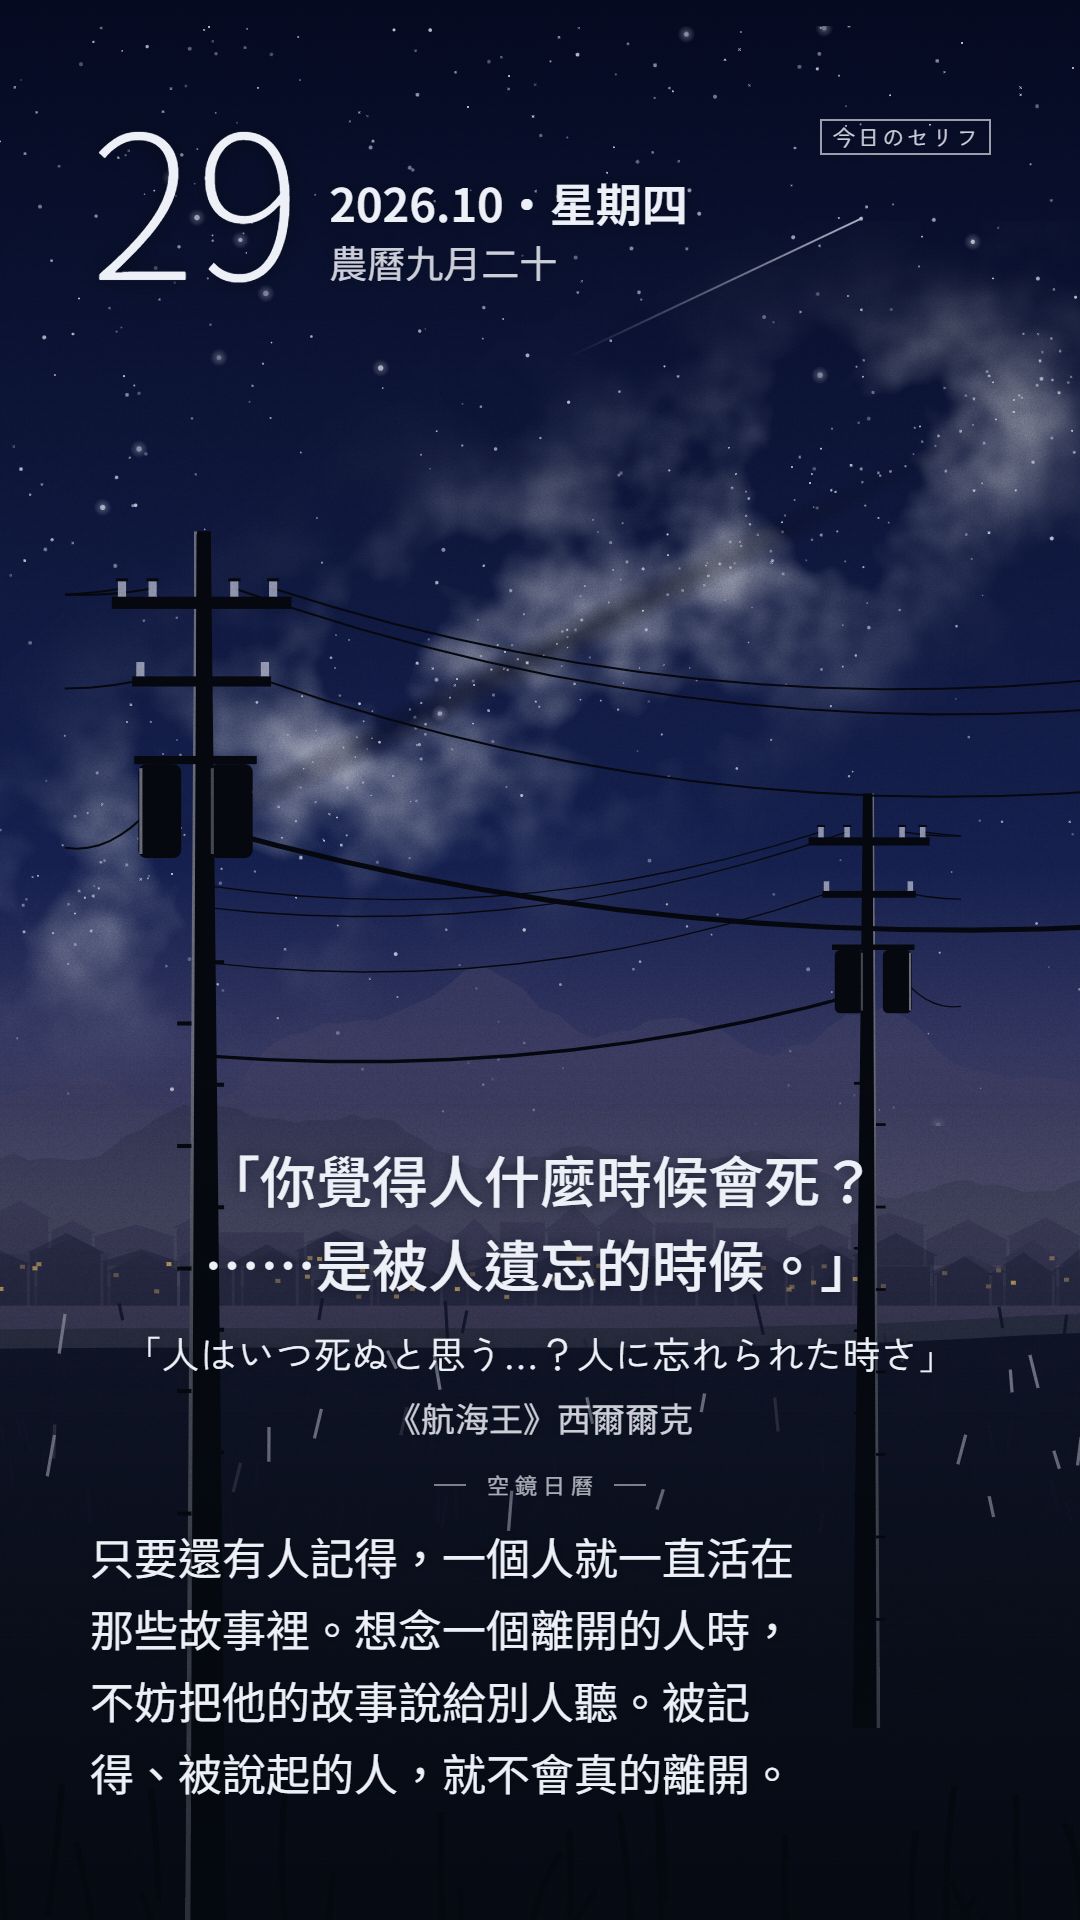 今日のセリフ
29
2026.10・星期四
農曆九月二十
「你覺得人什麼時候會死？
……是被人遺忘的時候。」
「人はいつ死ぬと思う…？人に忘れられた時さ」
《航海王》西爾爾克
— 空鏡日曆 —
只要還有人記得，一個人就一直活在
那些故事裡。想念一個離開的人時，
不妨把他的故事說給別人聽。被記
得、被說起的人，就不會真的離開。